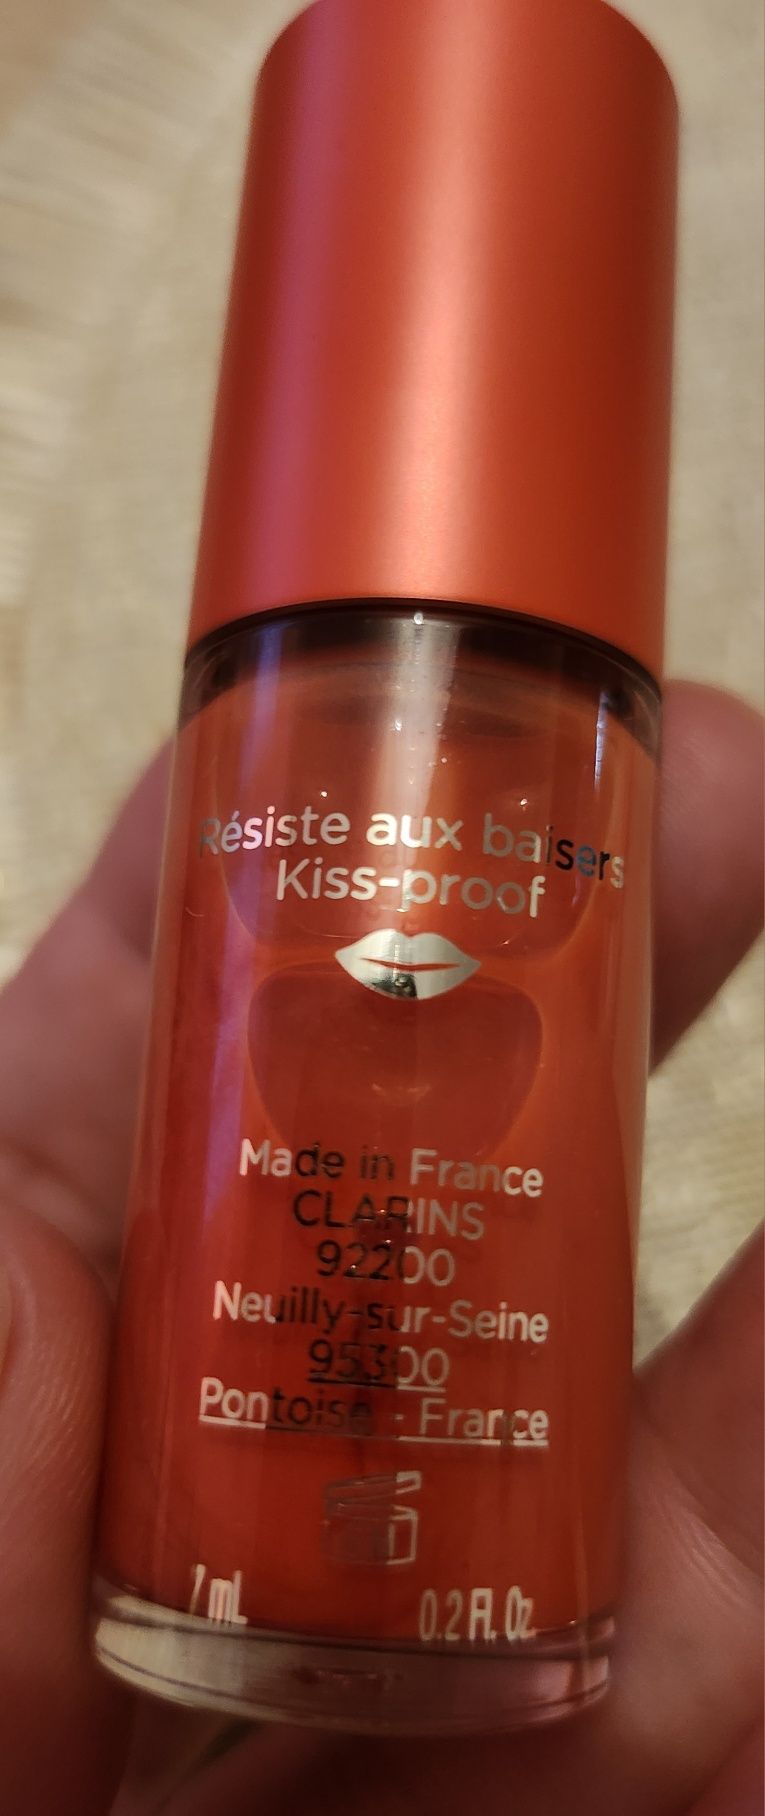 Résiste aux baisers
Kiss-proof
Made in France
CLARINS
92200
Neuilly-sur-Seine
95300
Pontoise - France
7 mL 0.2 Fl. Oz.